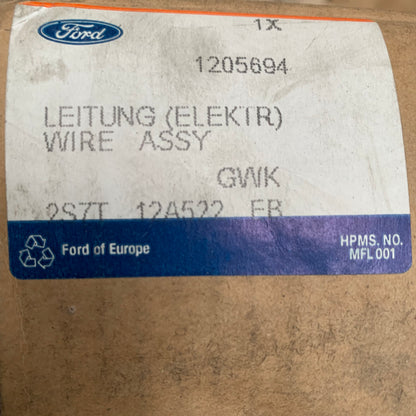 Ford
1X
1205694
LEITUNG (ELEKTR)
WIRE ASSY
GWK
2S7T 12A522 EB
Ford of Europe
HPMS. NO.
MFL 001